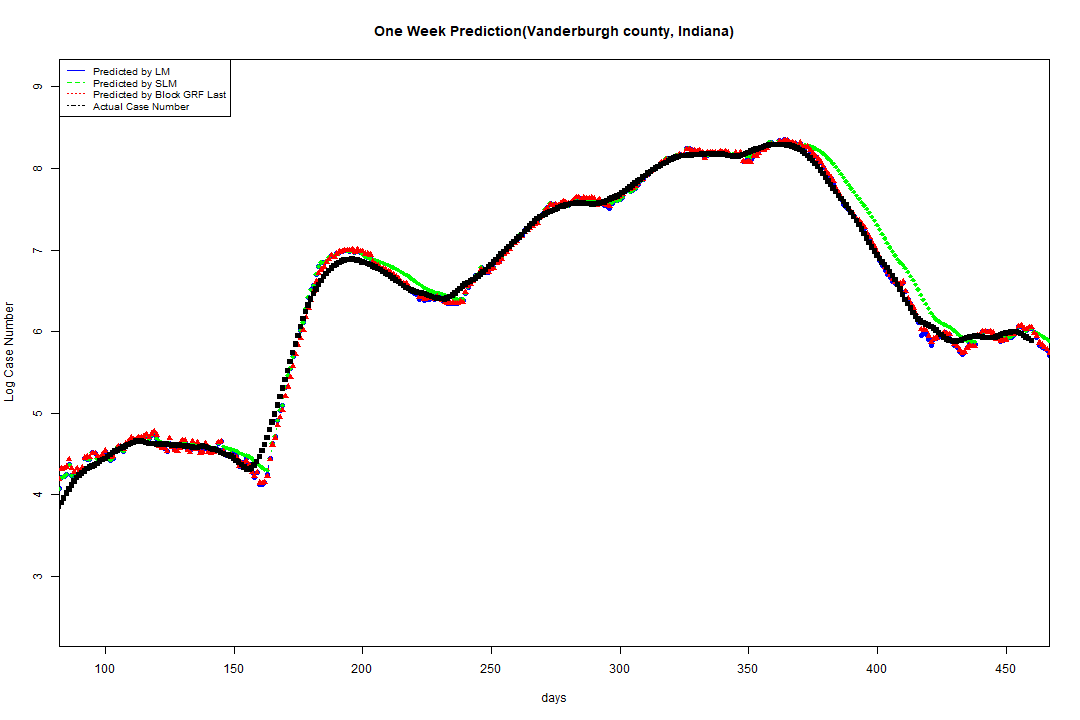 One Week Prediction(Vanderburgh county, Indiana)
Predicted by LM
Predicted by SLM
Predicted by Block GRF Last
Actual Case Number
Log Case Number
9
8
7
6
5
4
3
100 150 200 250 300 350 400 450
days